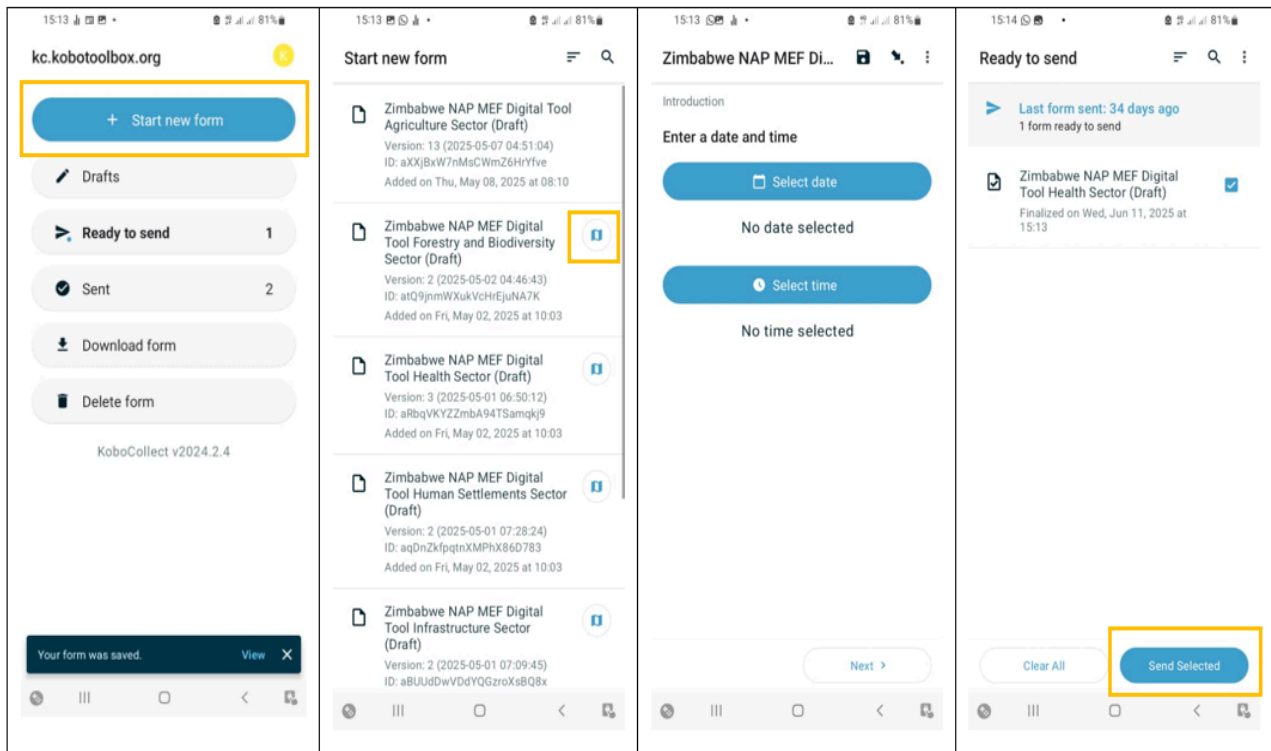 15:13
81%
kc.kobotoolbox.org
K
+ Start new form
Drafts
Ready to send 1
Sent 2
Download form
Delete form
KoboCollect v2024.2.4
Your form was saved. View X
15:13
81%
Start new form
Zimbabwe NAP MEF Digital Tool
Agriculture Sector (Draft)
Version: 13 (2025-05-07 04:51:04)
ID: aXXjBxW7nMsCWmZ6HrYfve
Added on Thu, May 08, 2025 at 08:10
Zimbabwe NAP MEF Digital
Tool Forestry and Biodiversity
Sector (Draft)
Version: 2 (2025-05-02 04:46:43)
ID: atQ9jnmWXukVcHrEjuNA7K
Added on Fri, May 02, 2025 at 10:03
Zimbabwe NAP MEF Digital
Tool Health Sector (Draft)
Version: 3 (2025-05-01 06:50:12)
ID: aRbqVKYZZmbA94TSamqkj9
Added on Fri, May 02, 2025 at 10:03
Zimbabwe NAP MEF Digital
Tool Human Settlements Sector
(Draft)
Version: 2 (2025-05-01 07:28:24)
ID: aqDnZkfpqtnXMPhX86D783
Added on Fri, May 02, 2025 at 10:03
Zimbabwe NAP MEF Digital
Tool Infrastructure Sector
(Draft)
Version: 2 (2025-05-01 07:09:45)
ID: aBUUdDwVDdYQGzroXsBQ8x
15:13
81%
Zimbabwe NAP MEF Di...
Introduction
Enter a date and time
Select date
No date selected
Select time
No time selected
Next >
15:14
81%
Ready to send
Last form sent: 34 days ago
1 form ready to send
Zimbabwe NAP MEF Digital
Tool Health Sector (Draft)
Finalized on Wed, Jun 11, 2025 at
15:13
Clear All
Send Selected